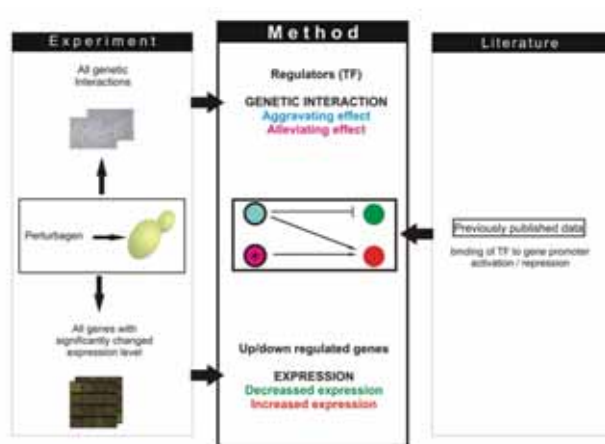 Experiment
All genetic
Interactions
Perturbagen
All genes with
significantly changed
expression level
Method
Regulators (TF)
GENETIC INTERACTION
Aggravating effect
Alleviating effect
Up/down regulated genes
EXPRESSION
Decreassed expression
Increased expression
Literature
Previously published data
binding of TF to gene promoter
activation / repression